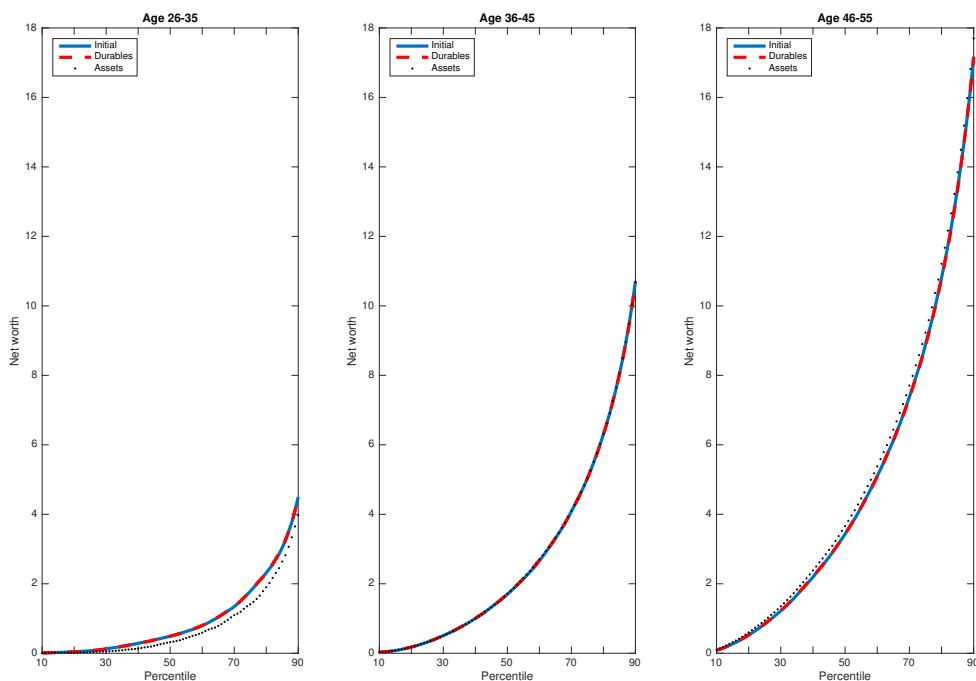 Age 26-35
18
16
14
12
10
8
6
4
2
0
Net worth
Initial
Durables
Assets
10 30 50 70 90
Percentile
Age 36-45
18
16
14
12
10
8
6
4
2
0
Net worth
Initial
Durables
Assets
10 30 50 70 90
Percentile
Age 46-55
18
16
14
12
10
8
6
4
2
0
Net worth
Initial
Durables
Assets
10 30 50 70 90
Percentile